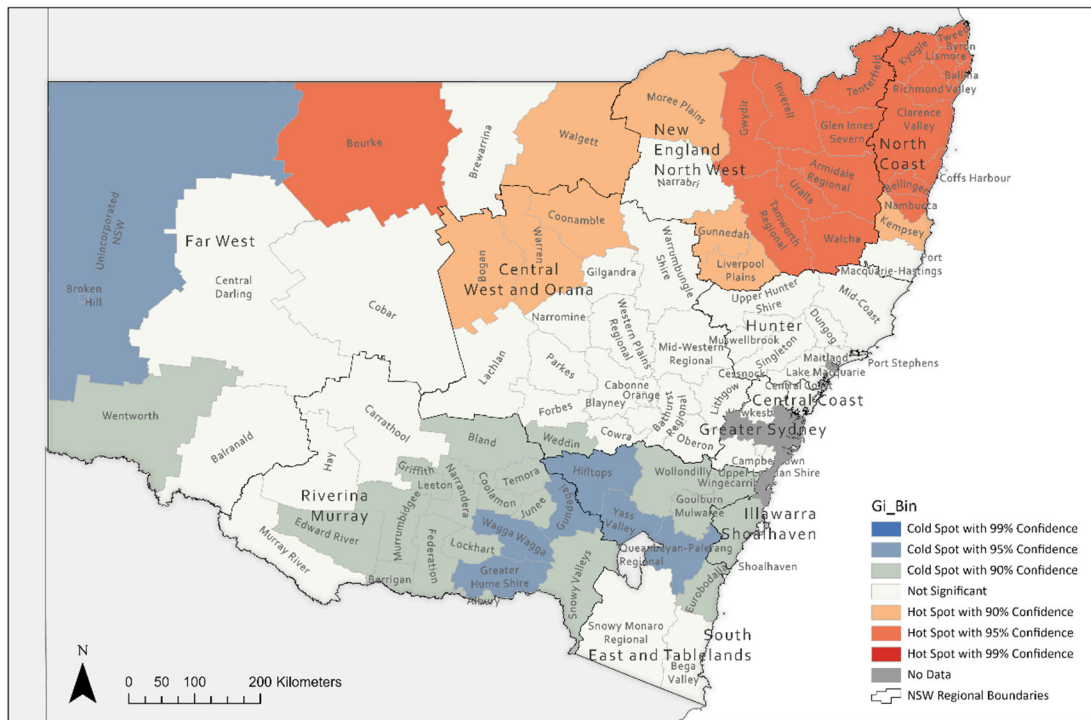 Tweed
Kyogle
Byron
Lismore
Tenterfield
Ballina
Richmond Valley
Moree Plains
Gwydir
Inverell
Clarence
Valley
Glen Innes
Severn
North
Coast
New
England
North West
Walgett
Bourke
Brewarrina
Narrabri
Armidale
Regional
Uralla
Coffs Harbour
Bellingen
Nambucca
Kempsey
Tamworth
Regional
Walcha
Unincorporated
NSW
Far West
Coonamble
Gunnedah
Warren
Bogan
Central
West and Orana
Gilgandra
Warrumbungle
Shire
Liverpool
Plains
Port
Macquarie-Hastings
Central
Darling
Broken
Hill
Cobar
Upper Hunter
Shire
Mid-Coast
Narromine
Western Plains
Regional
Hunter
Muswellbrook
Dungog
Singleton
Mid-Western
Regional
Maitland
Port Stephens
Lachlan
Parkes
Cessnock
Lake Macquarie
Cabonne
Orange
Lithgow
Central Coast
Central Coast
Wentworth
Forbes
Blayney
Bathurst
Regional
Greater Sydney
Balranald
Carrathool
Hay
Bland
Weddin
Cowra
Oberon
Griffith
Leeton
Narrandera
Coolamon
Temora
Junee
Hilltops
Wollondilly
Upper Lachlan Shire
Riverina
Murray
Murrumbidgee
Gundagai
Goulburn
Mulwaree
Illawarra
Shoalhaven
Edward River
Federation
Lockhart
Wagga Wagga
Yass
Valley
Murray River
Queanbeyan-Palerang
Regional
Berrigan
Greater
Hume Shire
Albury
Snowy Valleys
Shoalhaven
Eurobodalla
Snowy Monaro
Regional
South
East and Tablelands
Bega
Valley
Gi_Bin
Cold Spot with 99% Confidence
Cold Spot with 95% Confidence
Cold Spot with 90% Confidence
Not Significant
Hot Spot with 90% Confidence
Hot Spot with 95% Confidence
Hot Spot with 99% Confidence
No Data
NSW Regional Boundaries
N
0 50 100 200 Kilometers